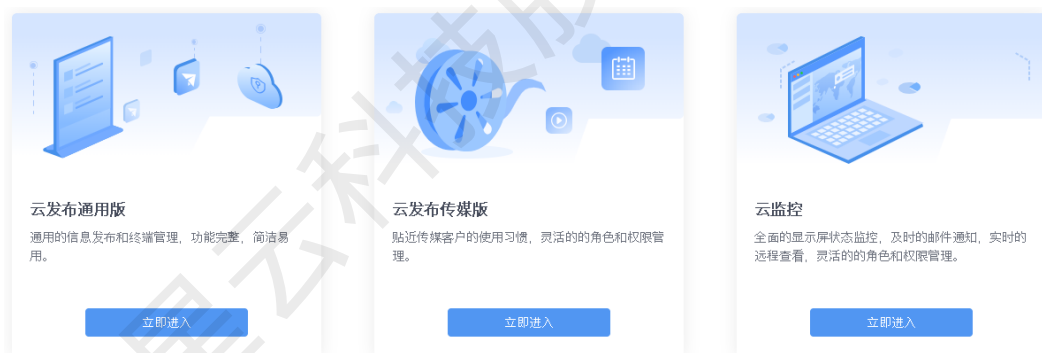 云发布通用版
通用的信息发布和终端管理，功能完整，简洁易
用。
立即进入
云发布传媒版
贴近传媒客户的使用习惯，灵活的的角色和权限管
理。
立即进入
云监控
全面的显示屏状态监控，及时的邮件通知，实时的
远程查看，灵活的的角色和权限管理。
立即进入
星云科技版